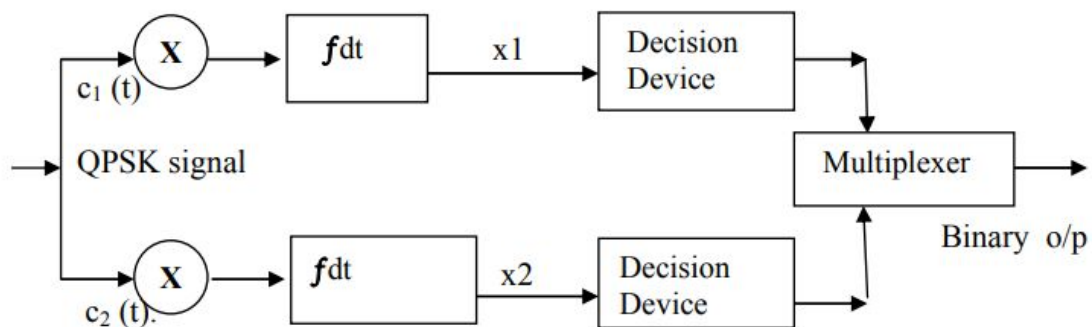 X
ƒdt
x1
Decision
Device
c₁ (t)
QPSK signal
Multiplexer
Binary o/p
X
ƒdt
x2
Decision
Device
c₂ (t).